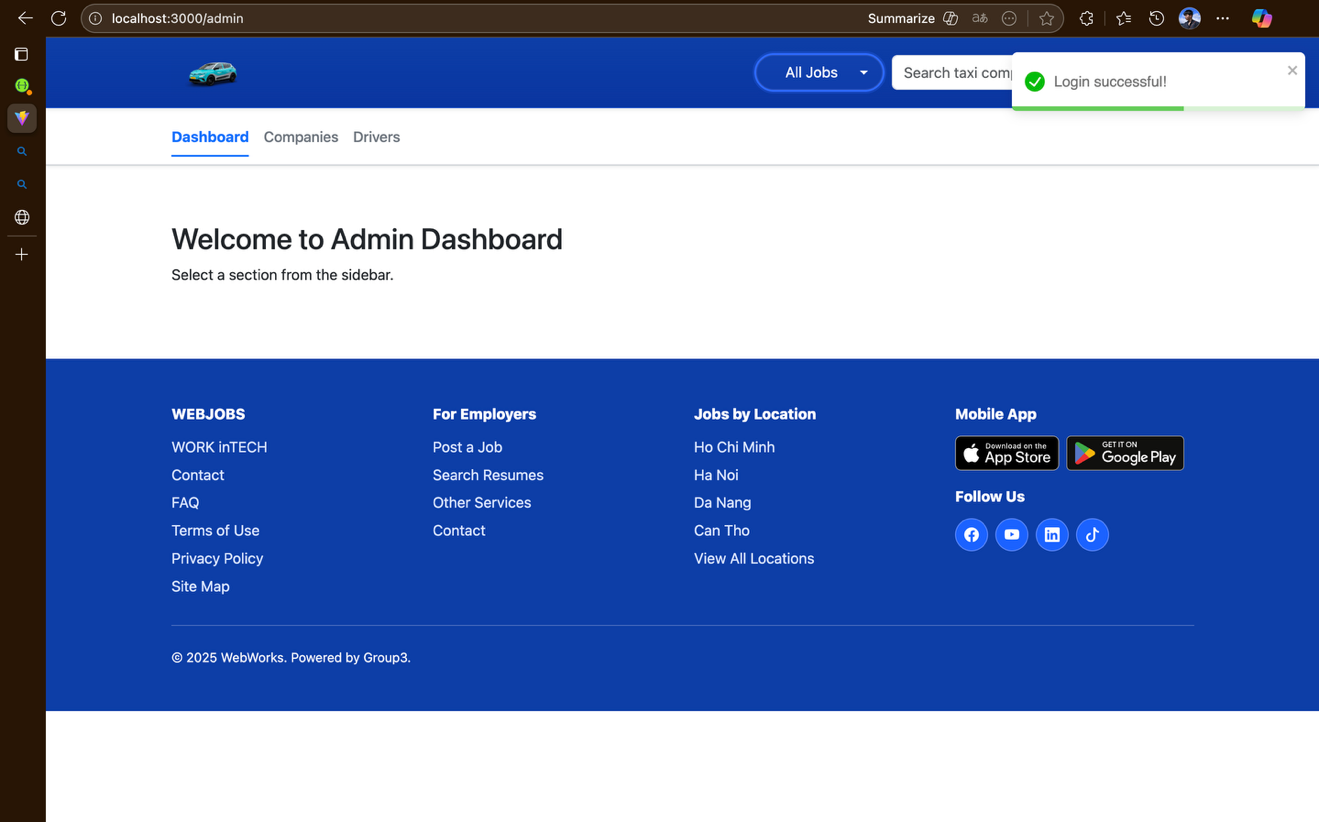 localhost:3000/admin
Summarize
All Jobs
Search taxi com
Login successful!
Dashboard Companies Drivers
Welcome to Admin Dashboard
Select a section from the sidebar.
WEBJOBS
WORK inTECH
Contact
FAQ
Terms of Use
Privacy Policy
Site Map
For Employers
Post a Job
Search Resumes
Other Services
Contact
Jobs by Location
Ho Chi Minh
Ha Noi
Da Nang
Can Tho
View All Locations
Mobile App
Download on the
App Store
GET IT ON
Google Play
Follow Us
© 2025 WebWorks. Powered by Group3.